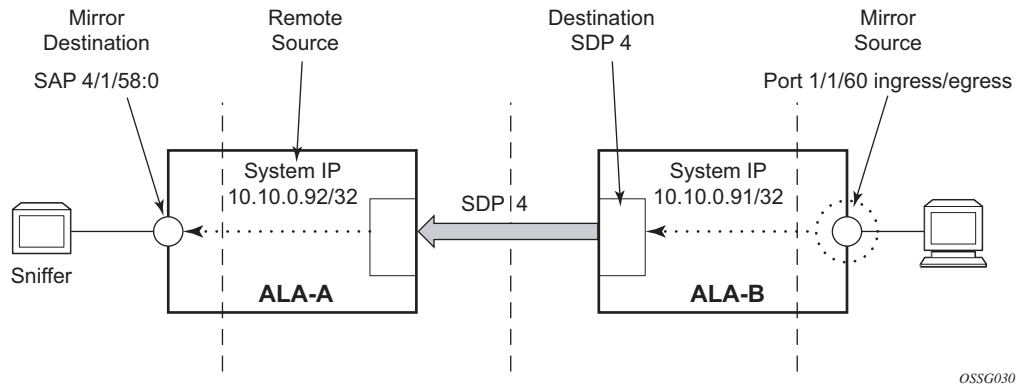 Mirror
Destination
SAP 4/1/58:0
Remote
Source
Destination
SDP 4
Mirror
Source
Port 1/1/60 ingress/egress
System IP
10.10.0.92/32
SDP 4
System IP
10.10.0.91/32
Sniffer
ALA-A
ALA-B
OSSG030